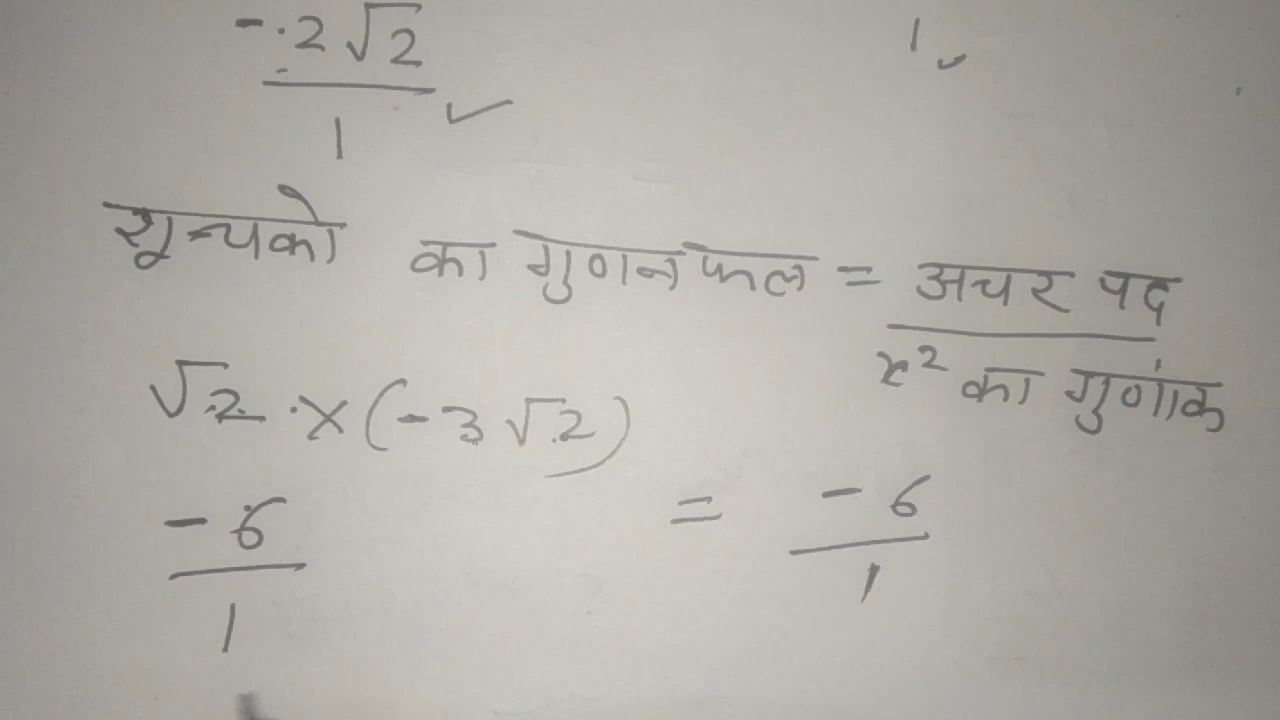 -2√2
1
1
शून्यको का गुणनफल = अचर पद
x² का गुणांक
√2 × (-3√2)
-6 = -6
1 1